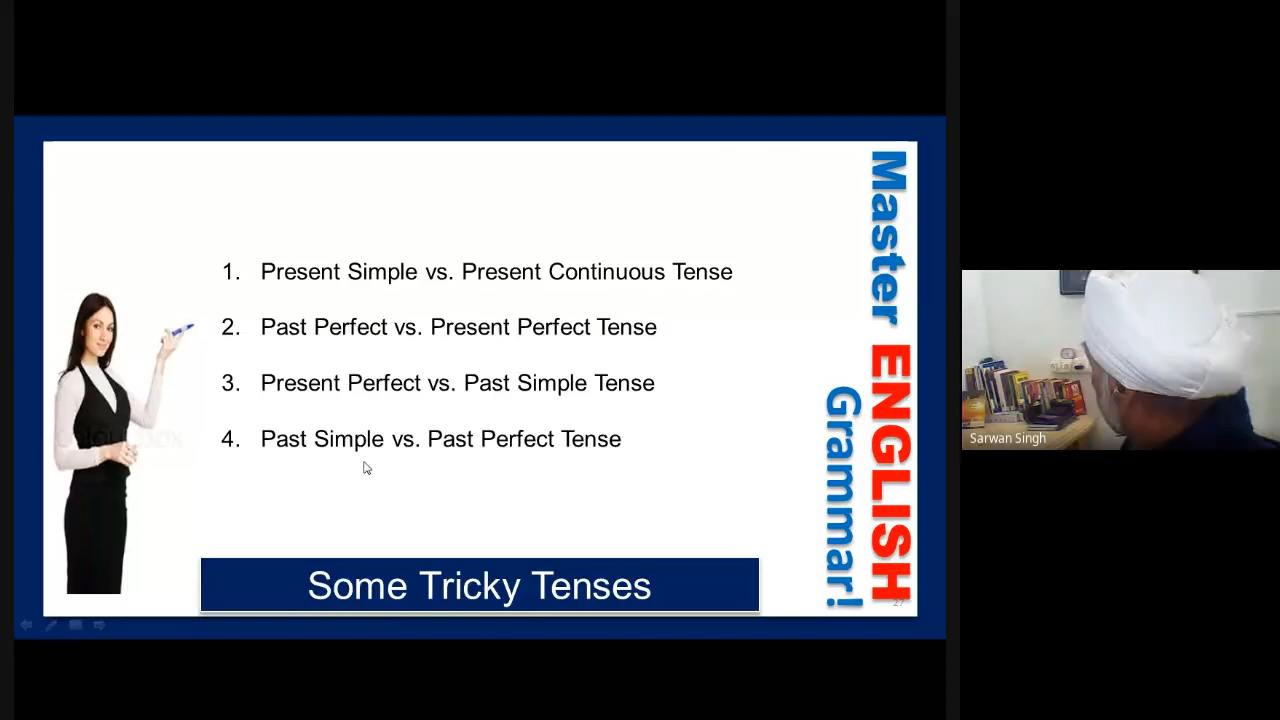 1. Present Simple vs. Present Continuous Tense
2. Past Perfect vs. Present Perfect Tense
3. Present Perfect vs. Past Simple Tense
4. Past Simple vs. Past Perfect Tense
Some Tricky Tenses
Master ENGLISH
Grammar!
27
Sarwan Singh